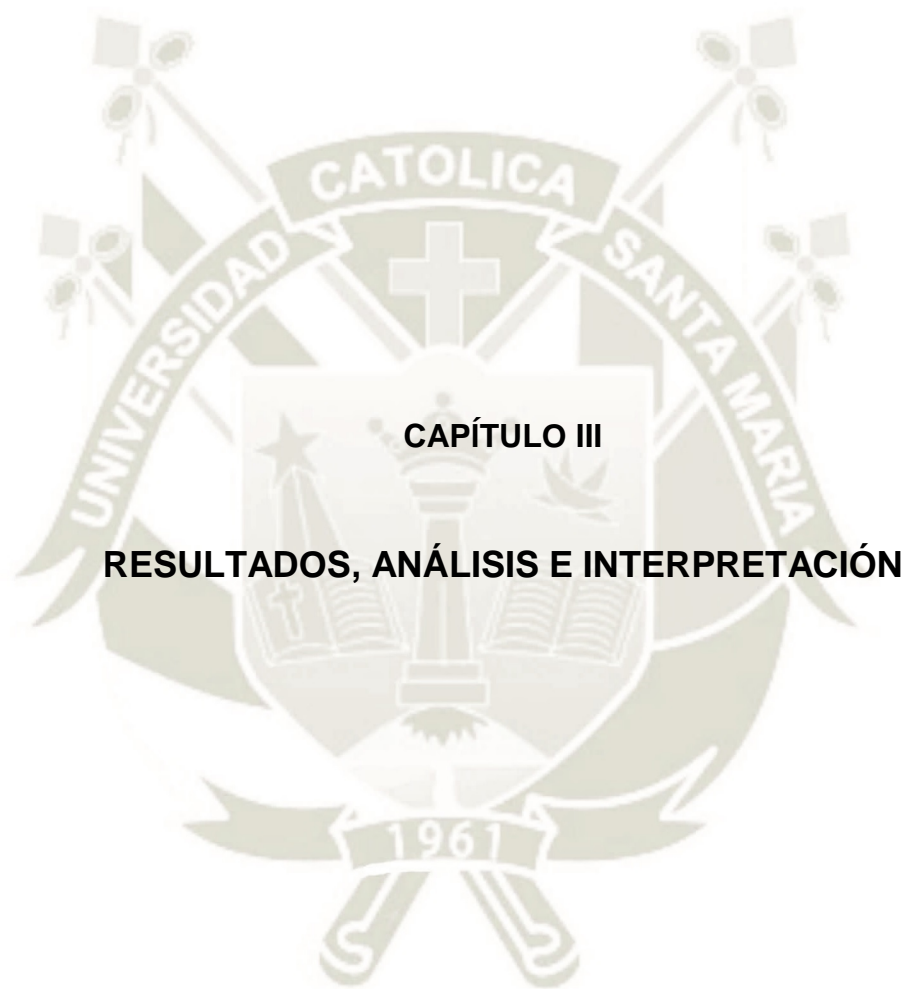 CATOLICA
UNIVERSIDAD
SANTA MARIA
CAPÍTULO III
RESULTADOS, ANÁLISIS E INTERPRETACIÓN
1961